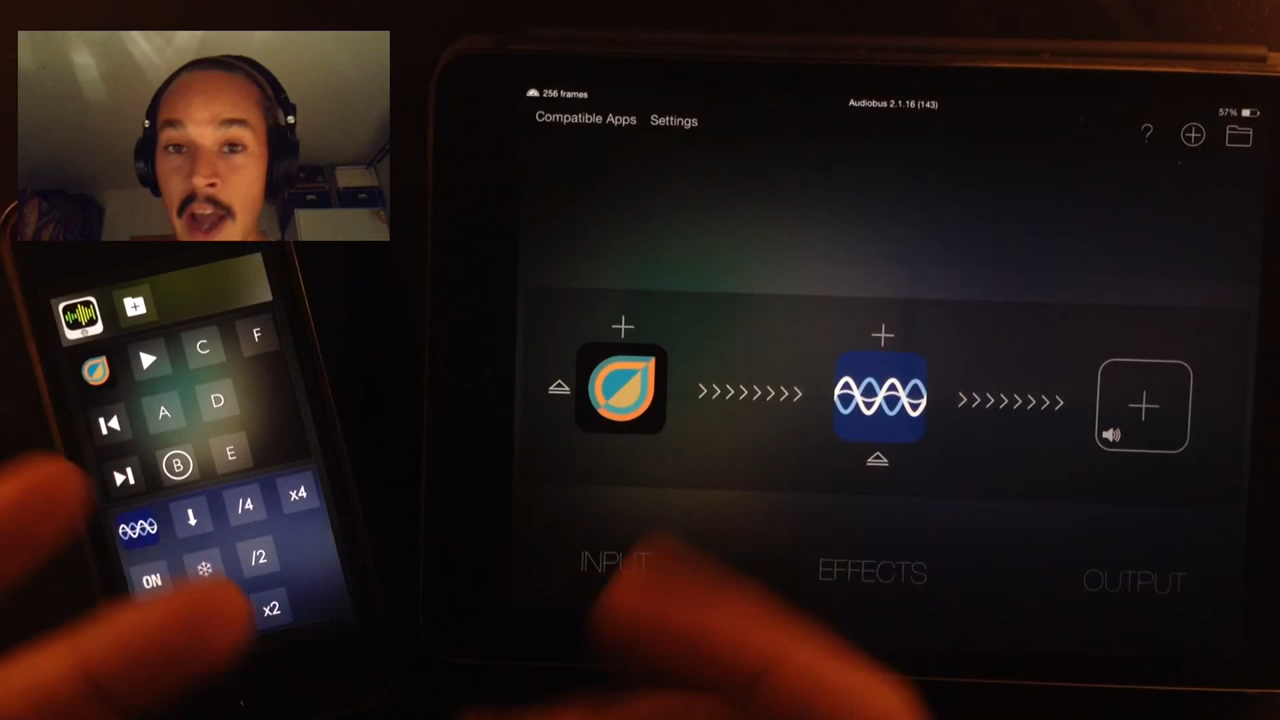 256 frames
Audiobus 2.1.16 (143)
57%
Compatible Apps
Settings
?
C
F
A
D
B
E
/4
x4
ON
/2
x2
INPUT
EFFECTS
OUTPUT